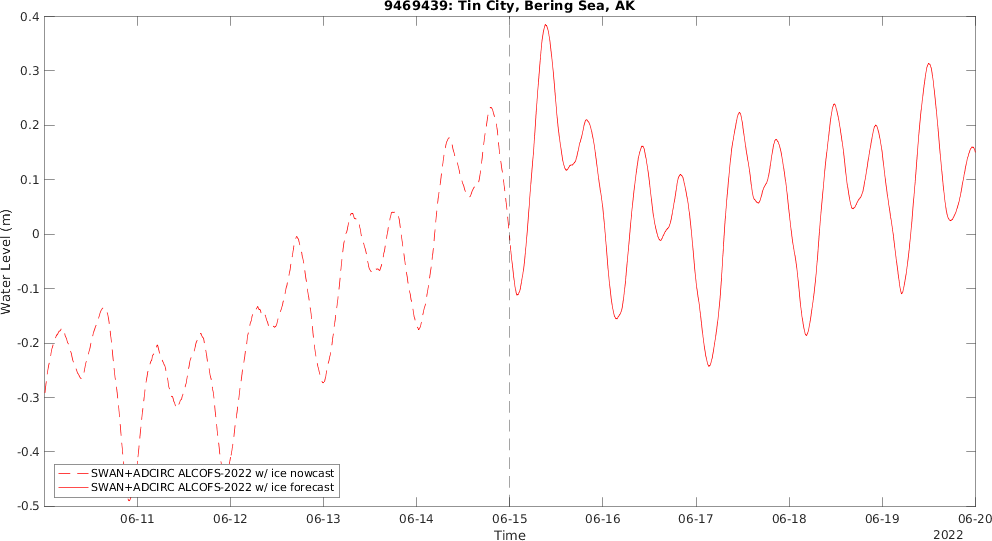 9469439: Tin City, Bering Sea, AK
0.4
0.3
0.2
0.1
0
-0.1
-0.2
-0.3
-0.4
-0.5
Water Level (m)
SWAN+ADCIRC ALCOFS-2022 w/ ice nowcast
SWAN+ADCIRC ALCOFS-2022 w/ ice forecast
06-11 06-12 06-13 06-14 06-15 06-16 06-17 06-18 06-19 06-20
Time
2022